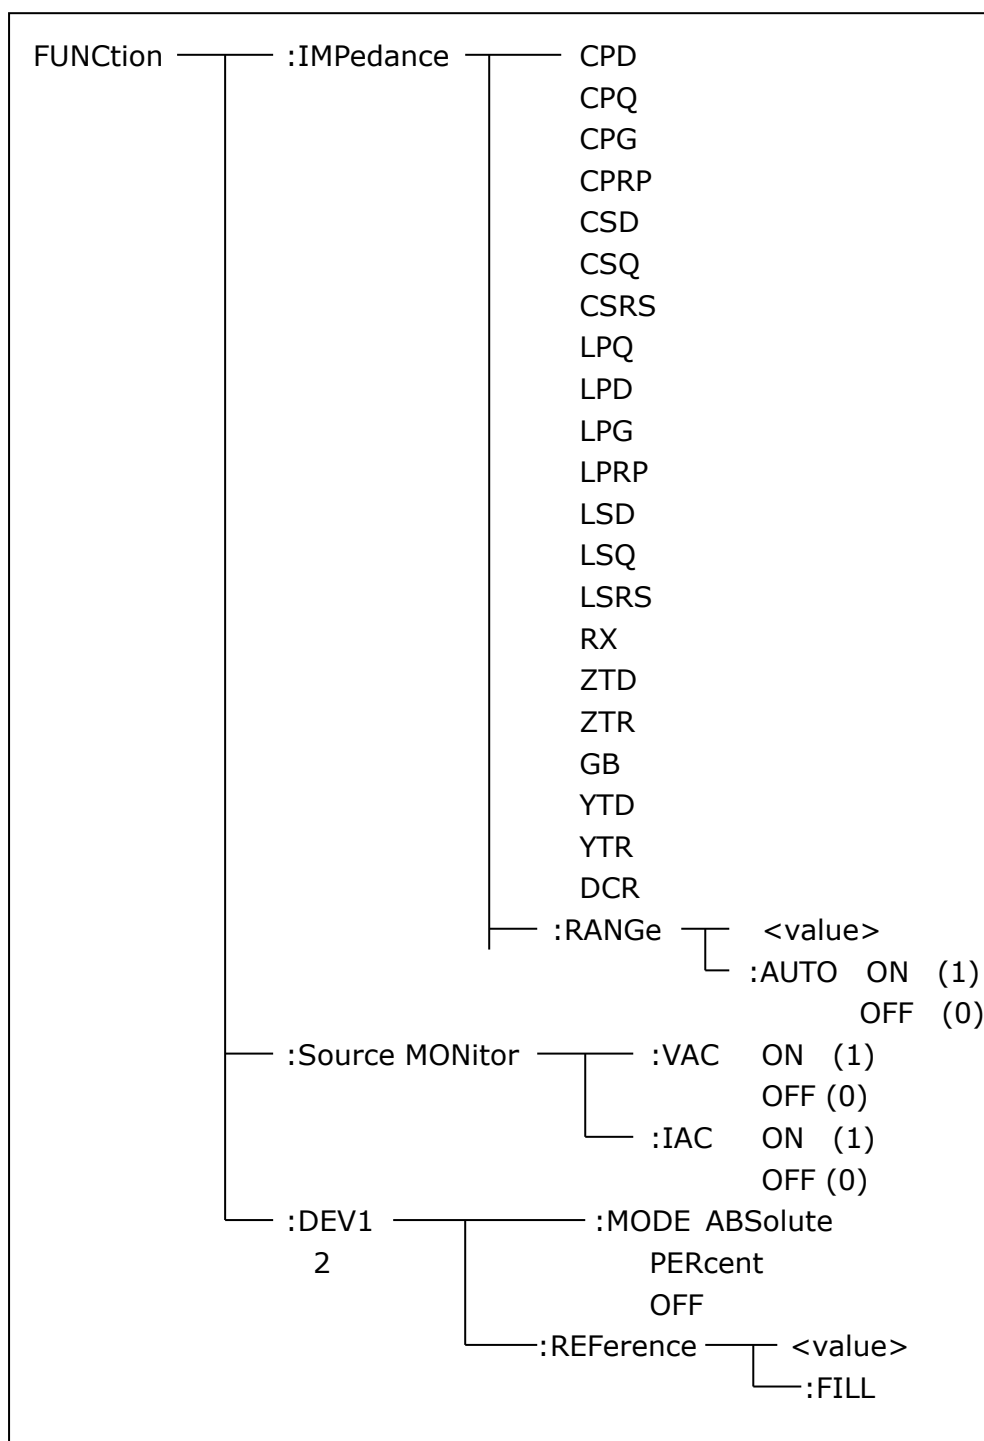 FUNCtion :IMPedance CPD
CPQ
CPG
CPRP
CSD
CSQ
CSRS
LPQ
LPD
LPG
LPRP
LSD
LSQ
LSRS
RX
ZTD
ZTR
GB
YTD
YTR
DCR
:RANGe <value>
:AUTO ON (1)
OFF (0)
:Source MONitor :VAC ON (1)
OFF (0)
:IAC ON (1)
OFF (0)
:DEV1 :MODE ABSolute
2 PERcent
OFF
:REFerence <value>
:FILL